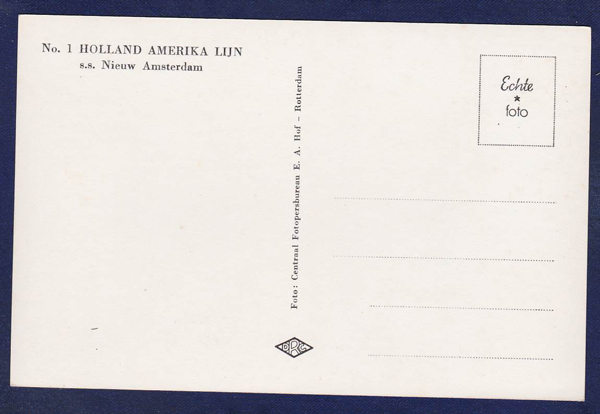 No. 1 HOLLAND AMERIKA LIJN
s.s. Nieuw Amsterdam
Foto: Centraal Fotopersbureau E. A. Hof – Rotterdam
Echte
*
foto